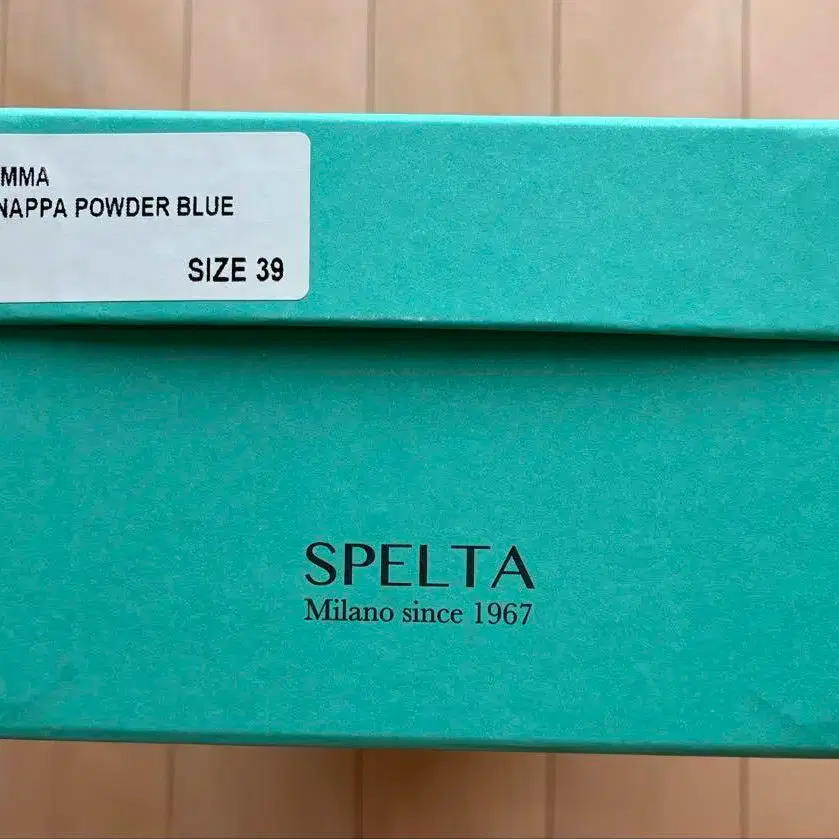 MMA
NAPPA POWDER BLUE
SIZE 39
SPELTA
Milano since 1967